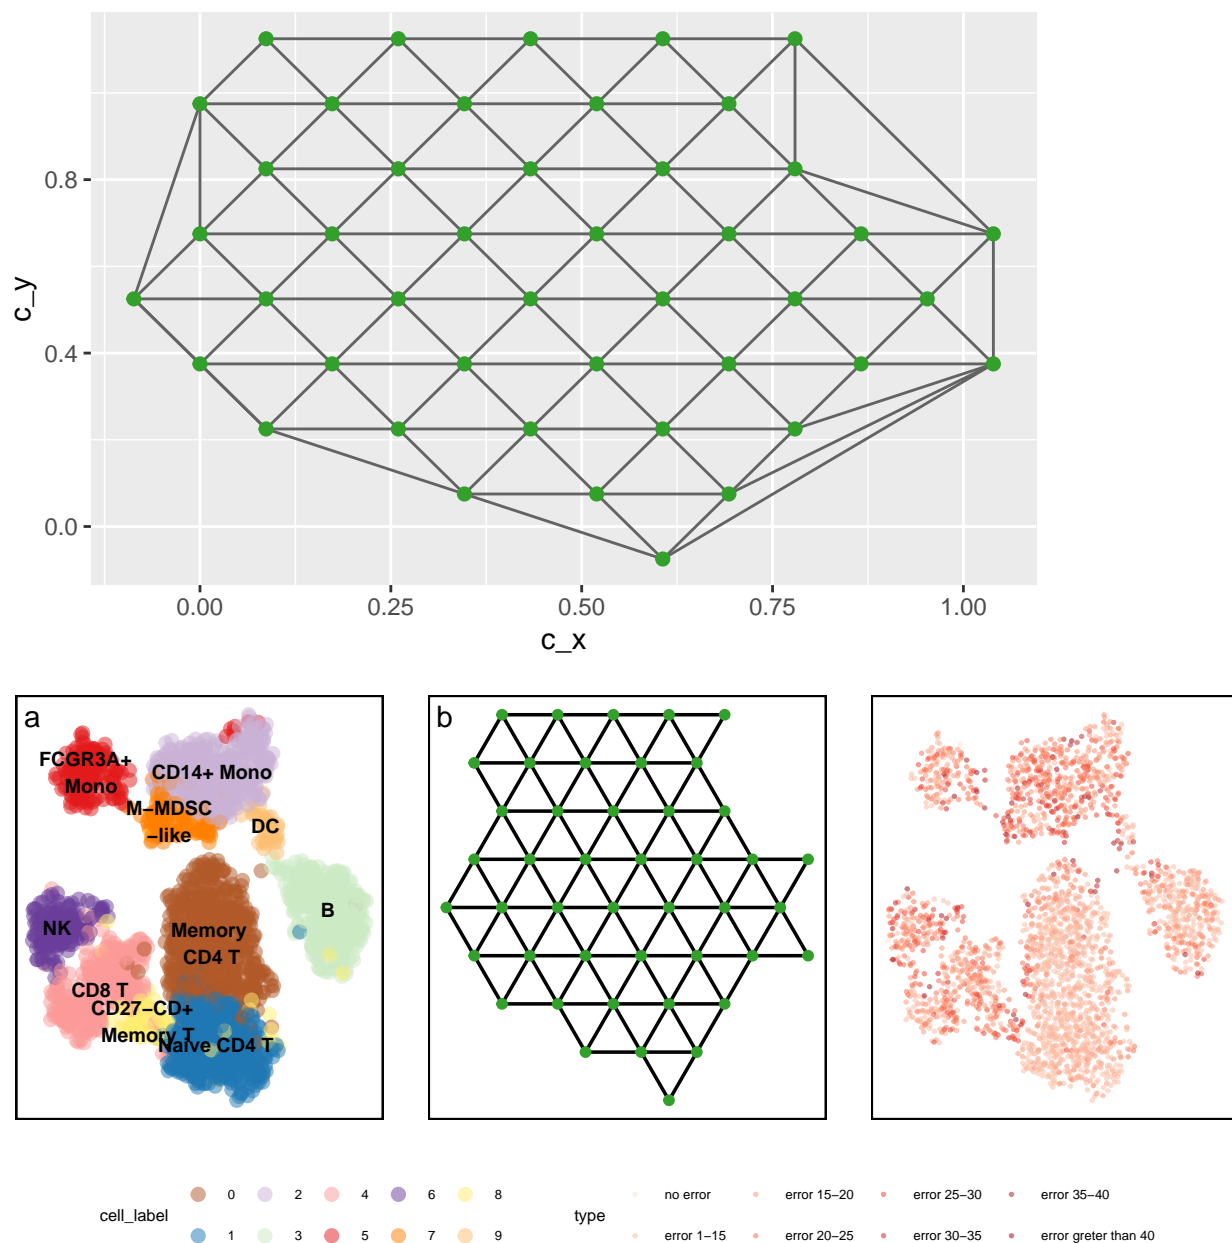 0.8
0.4
0.0
c_y
0.00 0.25 0.50 0.75 1.00
c_x
a
b
FCGR3A+
Mono
CD14+ Mono
M−MDSC
−like
DC
B
NK
Memory
CD4 T
CD8 T
CD27−CD+
Memory T
Naive CD4 T
cell_label
0 2 4 6 8
1 3 5 7 9
type
no error error 15−20 error 25−30 error 35−40
error 1−15 error 20−25 error 30−35 error greter than 40